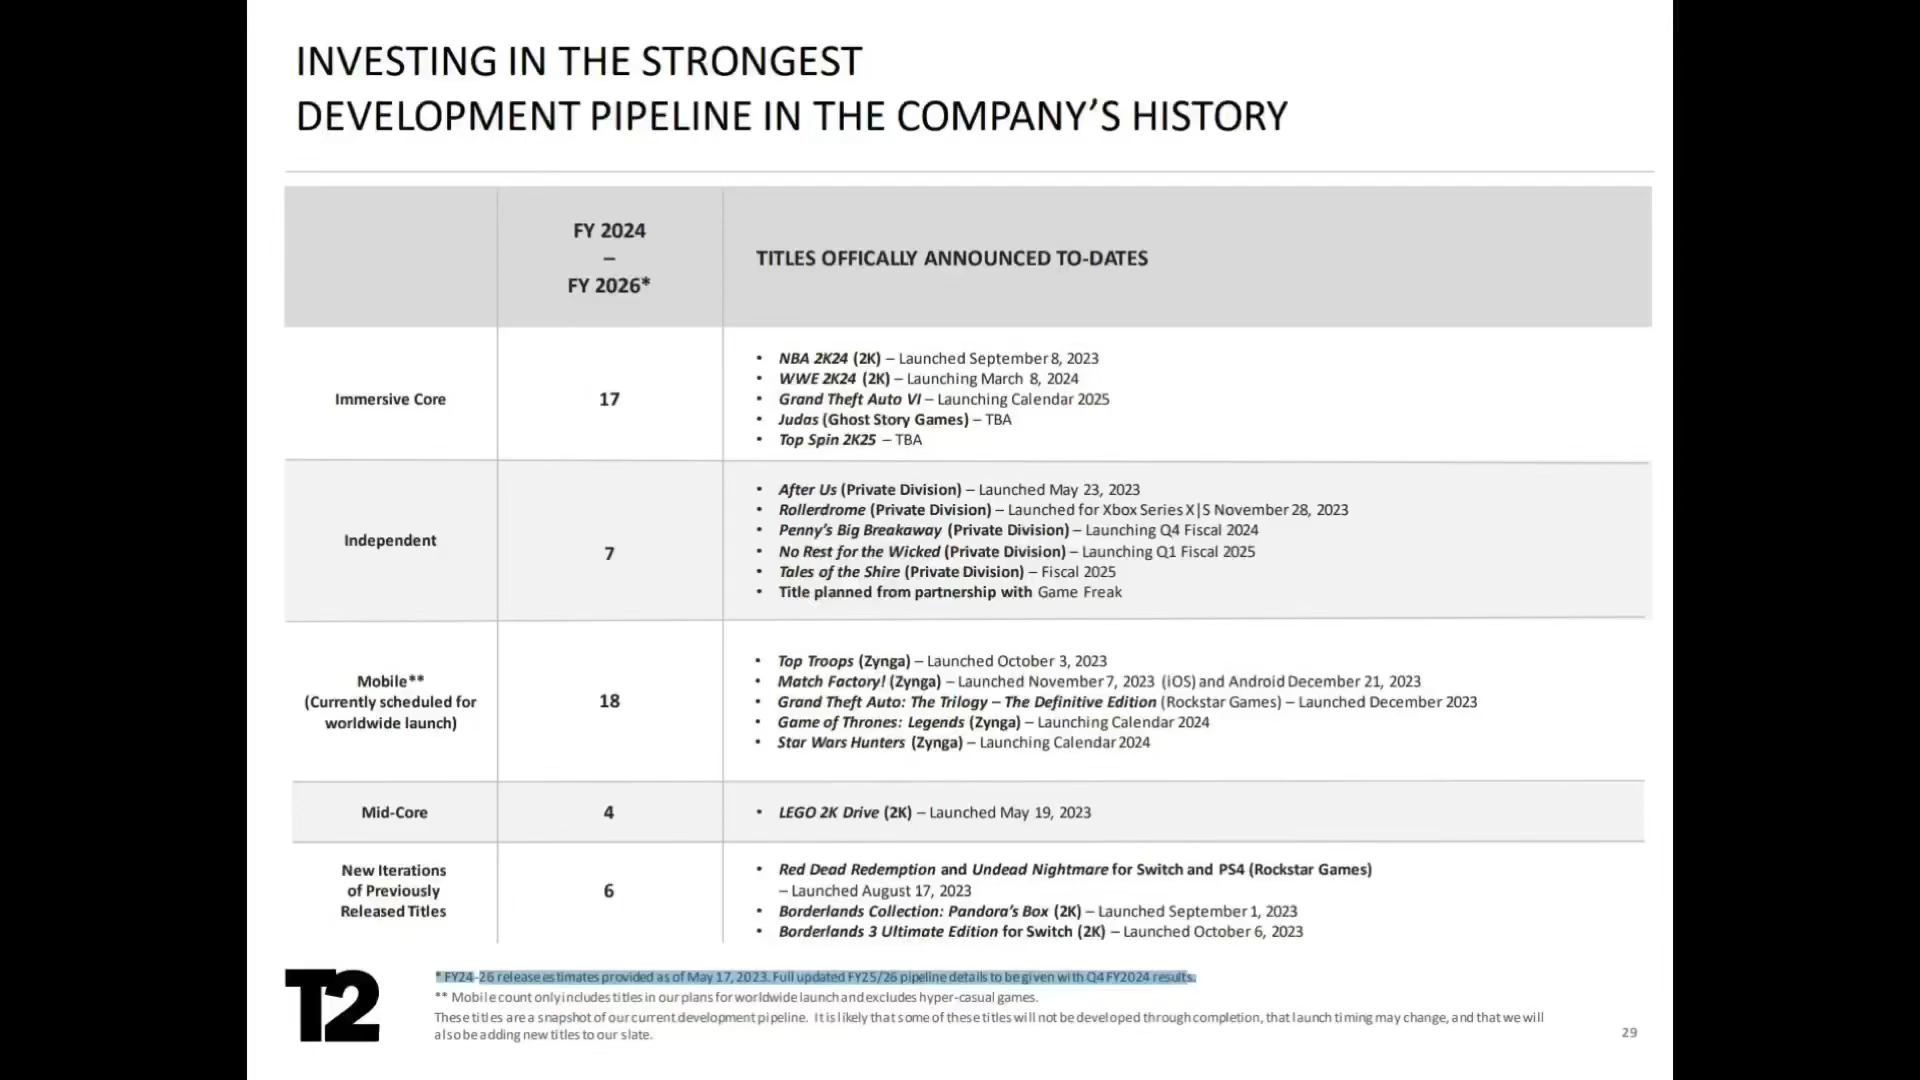 INVESTING IN THE STRONGEST
DEVELOPMENT PIPELINE IN THE COMPANY'S HISTORY
FY 2024
–
FY 2026*
TITLES OFFICALLY ANNOUNCED TO-DATES
Immersive Core
17
• NBA 2K24 (2K) – Launched September 8, 2023
• WWE 2K24 (2K) – Launching March 8, 2024
• Grand Theft Auto VI – Launching Calendar 2025
• Judas (Ghost Story Games) – TBA
• Top Spin 2K25 – TBA
Independent
7
• After Us (Private Division) – Launched May 23, 2023
• Rollerdrome (Private Division) – Launched for Xbox Series X|S November 28, 2023
• Penny's Big Breakaway (Private Division) – Launching Q4 Fiscal 2024
• No Rest for the Wicked (Private Division) – Launching Q1 Fiscal 2025
• Tales of the Shire (Private Division) – Fiscal 2025
• Title planned from partnership with Game Freak
Mobile**
(Currently scheduled for
worldwide launch)
18
• Top Troops (Zynga) – Launched October 3, 2023
• Match Factory! (Zynga) – Launched November 7, 2023 (iOS) and Android December 21, 2023
• Grand Theft Auto: The Trilogy – The Definitive Edition (Rockstar Games) – Launched December 2023
• Game of Thrones: Legends (Zynga) – Launching Calendar 2024
• Star Wars Hunters (Zynga) – Launching Calendar 2024
Mid-Core
4
• LEGO 2K Drive (2K) – Launched May 19, 2023
New Iterations
of Previously
Released Titles
6
• Red Dead Redemption and Undead Nightmare for Switch and PS4 (Rockstar Games)
– Launched August 17, 2023
• Borderlands Collection: Pandora's Box (2K) – Launched September 1, 2023
• Borderlands 3 Ultimate Edition for Switch (2K) – Launched October 6, 2023
T2
* FY24-26 release estimates provided as of May 17, 2023. Full updated FY25/26 pipeline details to be given with Q4 FY2024 results.
** Mobile count only includes titles in our plans for worldwide launch and excludes hyper-casual games.
These titles are a snapshot of our current development pipeline. It is likely that some of these titles will not be developed through completion, that launch timing may change, and that we will
also be adding new titles to our slate.
29